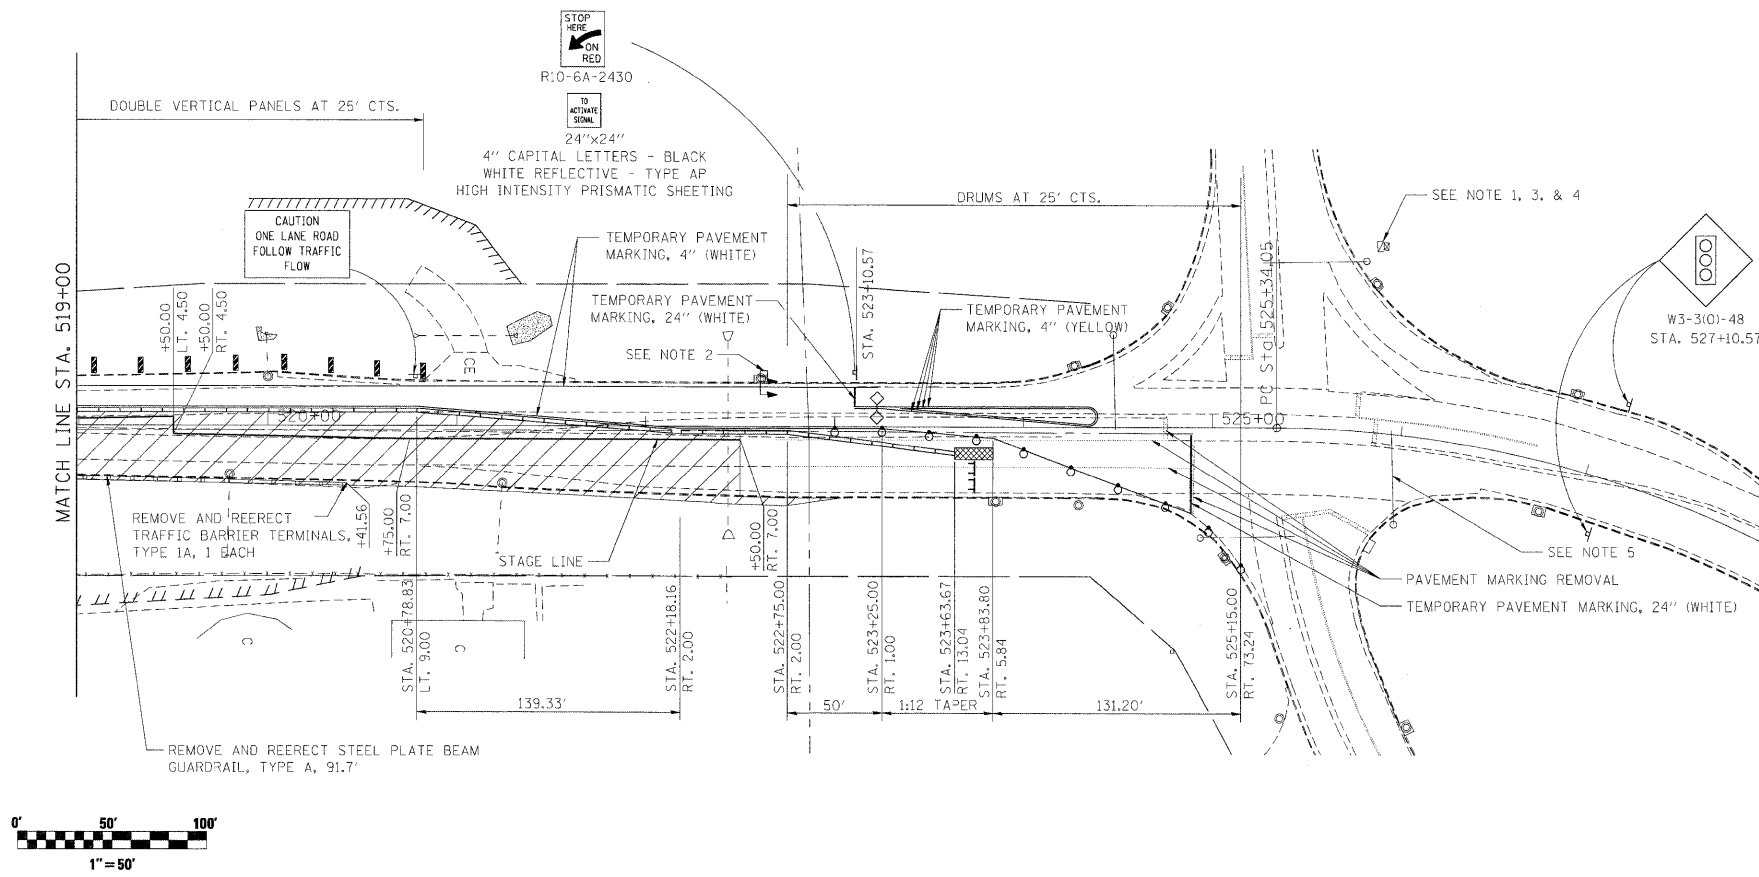 STOP
HERE
ON
RED
R10-6A-2430
TO
ACTIVATE
SIGNAL
24"x24"
4" CAPITAL LETTERS - BLACK
WHITE REFLECTIVE - TYPE AP
HIGH INTENSITY PRISMATIC SHEETING
DOUBLE VERTICAL PANELS AT 25' CTS.
DRUMS AT 25' CTS.
SEE NOTE 1, 3, & 4
CAUTION
ONE LANE ROAD
FOLLOW TRAFFIC
FLOW
TEMPORARY PAVEMENT
MARKING, 4" (WHITE)
TEMPORARY PAVEMENT
MARKING, 24" (WHITE)
STA. 523+10.57
TEMPORARY PAVEMENT
MARKING, 4" (YELLOW)
PC Sta 525+34.05
W3-3(O)-48
STA. 527+10.57
MATCH LINE STA. 519+00
+50.00
LT. 4.50
+50.00
RT. 4.50
CE
SEE NOTE 2
520+00
525+00
REMOVE AND REERECT
TRAFFIC BARRIER TERMINALS,
TYPE 1A, 1 EACH
+41.56
+75.00
RT. 7.00
STAGE LINE
+50.00
RT. 7.00
SEE NOTE 5
PAVEMENT MARKING REMOVAL
TEMPORARY PAVEMENT MARKING, 24" (WHITE)
C
C
STA. 520+78.83
LT. 9.00
STA. 522+18.16
RT. 2.00
STA. 522+75.00
RT. 2.00
STA. 523+25.00
RT. 1.00
STA. 523+63.67
RT. 13.04
STA. 523+83.80
RT. 5.84
STA. 525+15.00
RT. 73.24
139.33'
50'
1:12 TAPER
131.20'
REMOVE AND REERECT STEEL PLATE BEAM
GUARDRAIL, TYPE A, 91.7'
0' 50' 100'
1"=50'